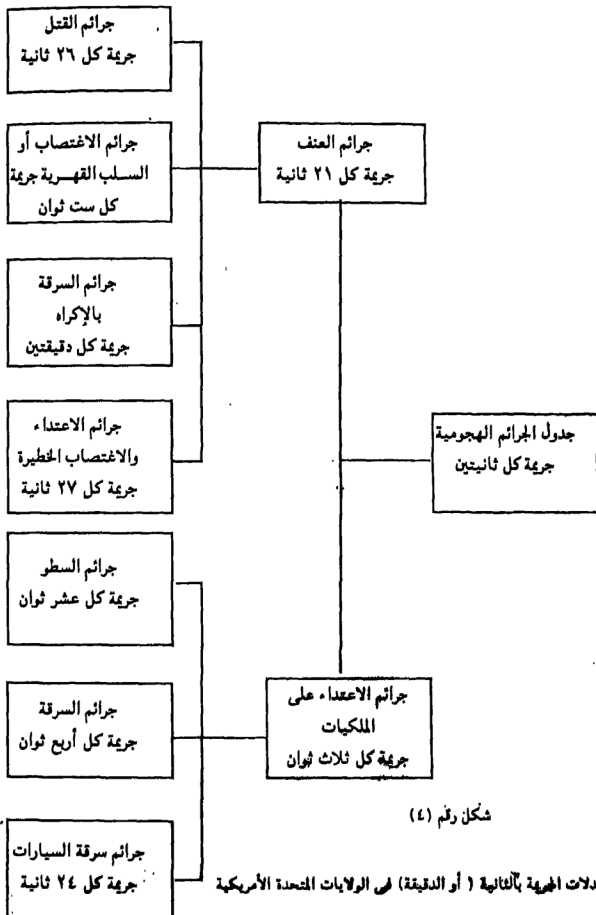 جدول الجرائم الهجومية
جريمة كل ثانيتين
جرائم العنف
جريمة كل ٢١ ثانية
جرائم القتل
جريمة كل ٢٦ ثانية
جرائم الاغتصاب أو
السلب القهرية جريمة
كل ست ثوان
جرائم السرقة
بالإكراه
جريمة كل دقيقتين
جرائم الاعتداء
والاغتصاب الخطيرة
جريمة كل ٢٧ ثانية
جرائم الاعتداء على
الملكيات
جريمة كل ثلاث ثوان
جرائم السطو
جريمة كل عشر ثوان
جرائم السرقة
جريمة كل أربع ثوان
جرائم سرقة السيارات
جريمة كل ٢٤ ثانية
شكل رقم (٤)
بالثانية ( أو الدقيقة) فى الولايات المتحدة الأمريكية